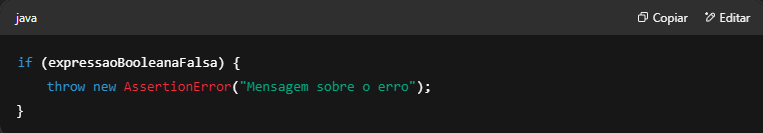 java Copiar Editar
if (expressaoBooleanaFalsa) {
    throw new AssertionError("Mensagem sobre o erro");
}